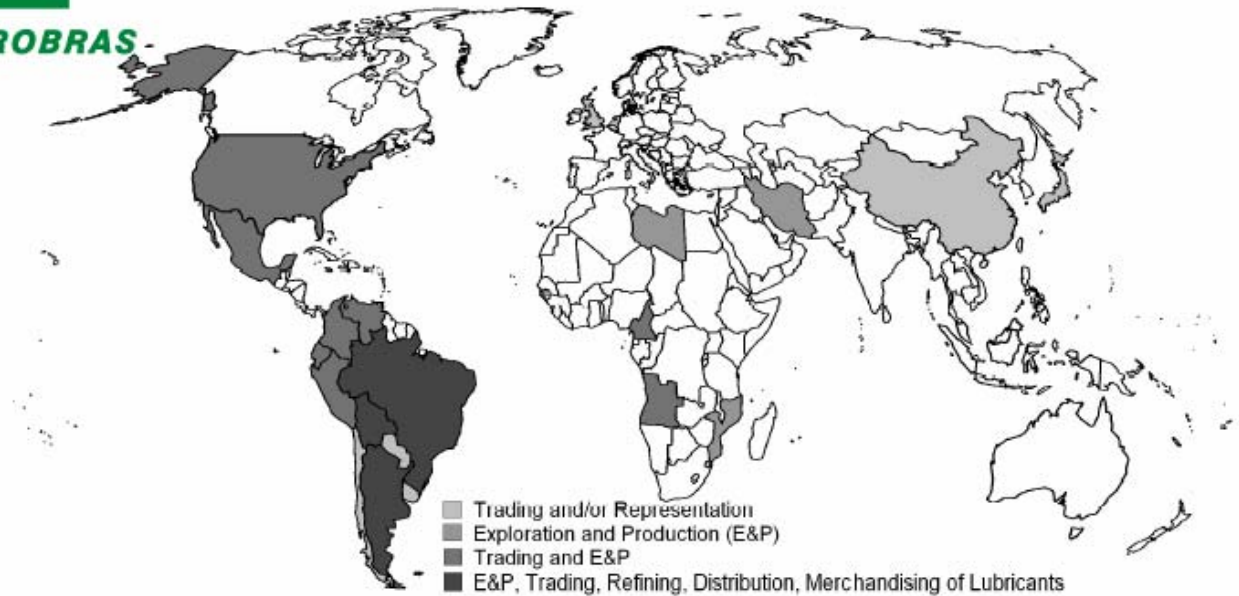 ROBRAS
Trading and/or Representation
Exploration and Production (E&P)
Trading and E&P
E&P, Trading, Refining, Distribution, Merchandising of Lubricants